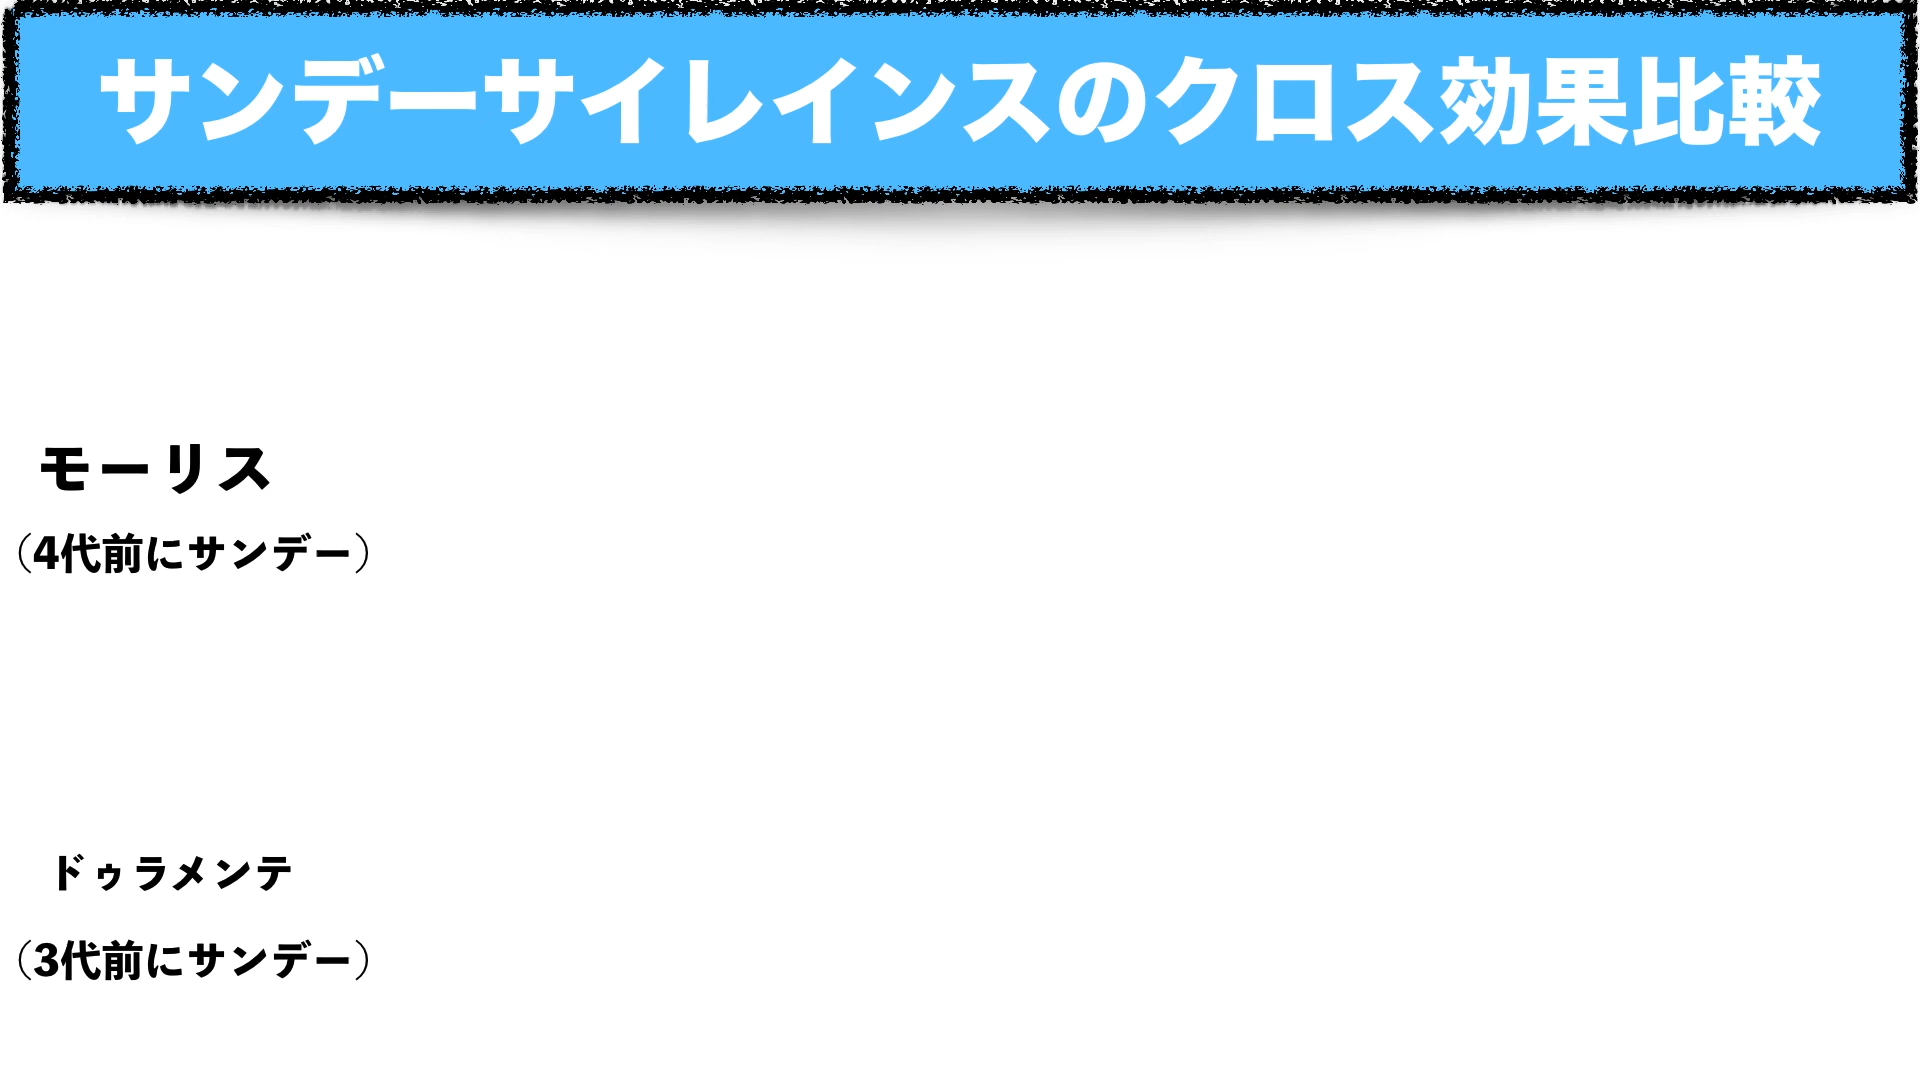 サンデーサイレインスのクロス効果比較
モーリス
（4代前にサンデー）
ドゥラメンテ
（3代前にサンデー）